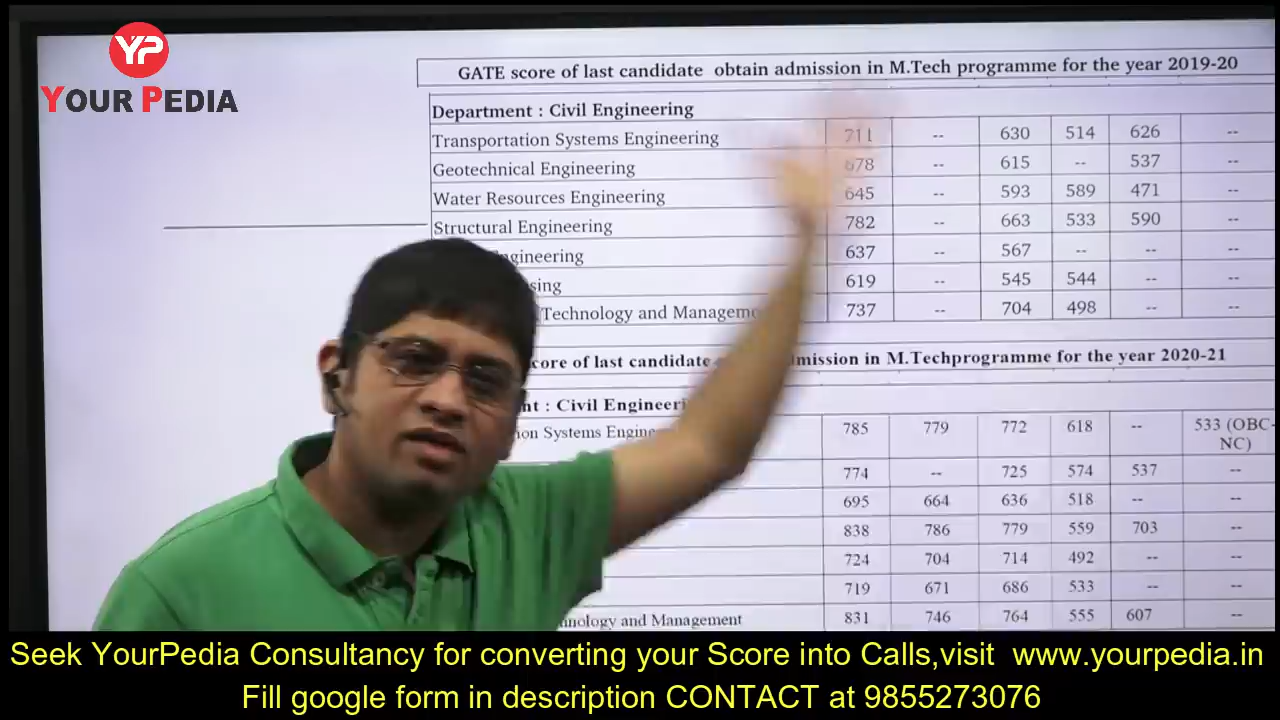 YP
YOUR PEDIA
GATE score of last candidate obtain admission in M.Tech programme for the year 2019-20
Department : Civil Engineering
Transportation Systems Engineering 711 -- 630 514 626 --
Geotechnical Engineering 678 -- 615 -- 537 --
Water Resources Engineering 645 -- 593 589 471 --
Structural Engineering 782 -- 663 533 590 --
gineering 637 -- 567 -- -- --
sing 619 -- 545 544 -- --
Technology and Manageme 737 -- 704 498 -- --
core of last candidate mission in M.Techprogramme for the year 2020-21
nt : Civil Engineeri
ion Systems Engine 785 779 772 618 -- 533 (OBC-
NC)
774 -- 725 574 537 --
695 664 636 518 -- --
838 786 779 559 703 --
724 704 714 492 -- --
719 671 686 533 -- --
nology and Management 831 746 764 555 607 --
Seek YourPedia Consultancy for converting your Score into Calls,visit www.yourpedia.in
Fill google form in description CONTACT at 9855273076